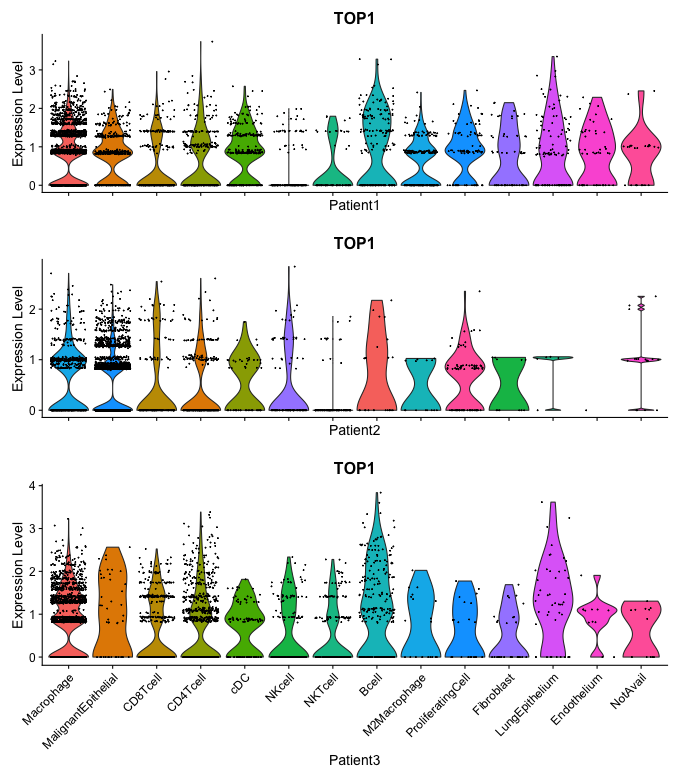 TOP1
Expression Level
3
2
1
0
Patient1
TOP1
Expression Level
2
1
0
Patient2
TOP1
Expression Level
4
3
2
1
0
Macrophage
MalignantEpithelial
CD8Tcell
CD4Tcell
cDC
NKcell
NKTcell
Bcell
M2Macrophage
ProliferatingCell
Fibroblast
LungEpithelium
Endothelium
NotAvail
Patient3